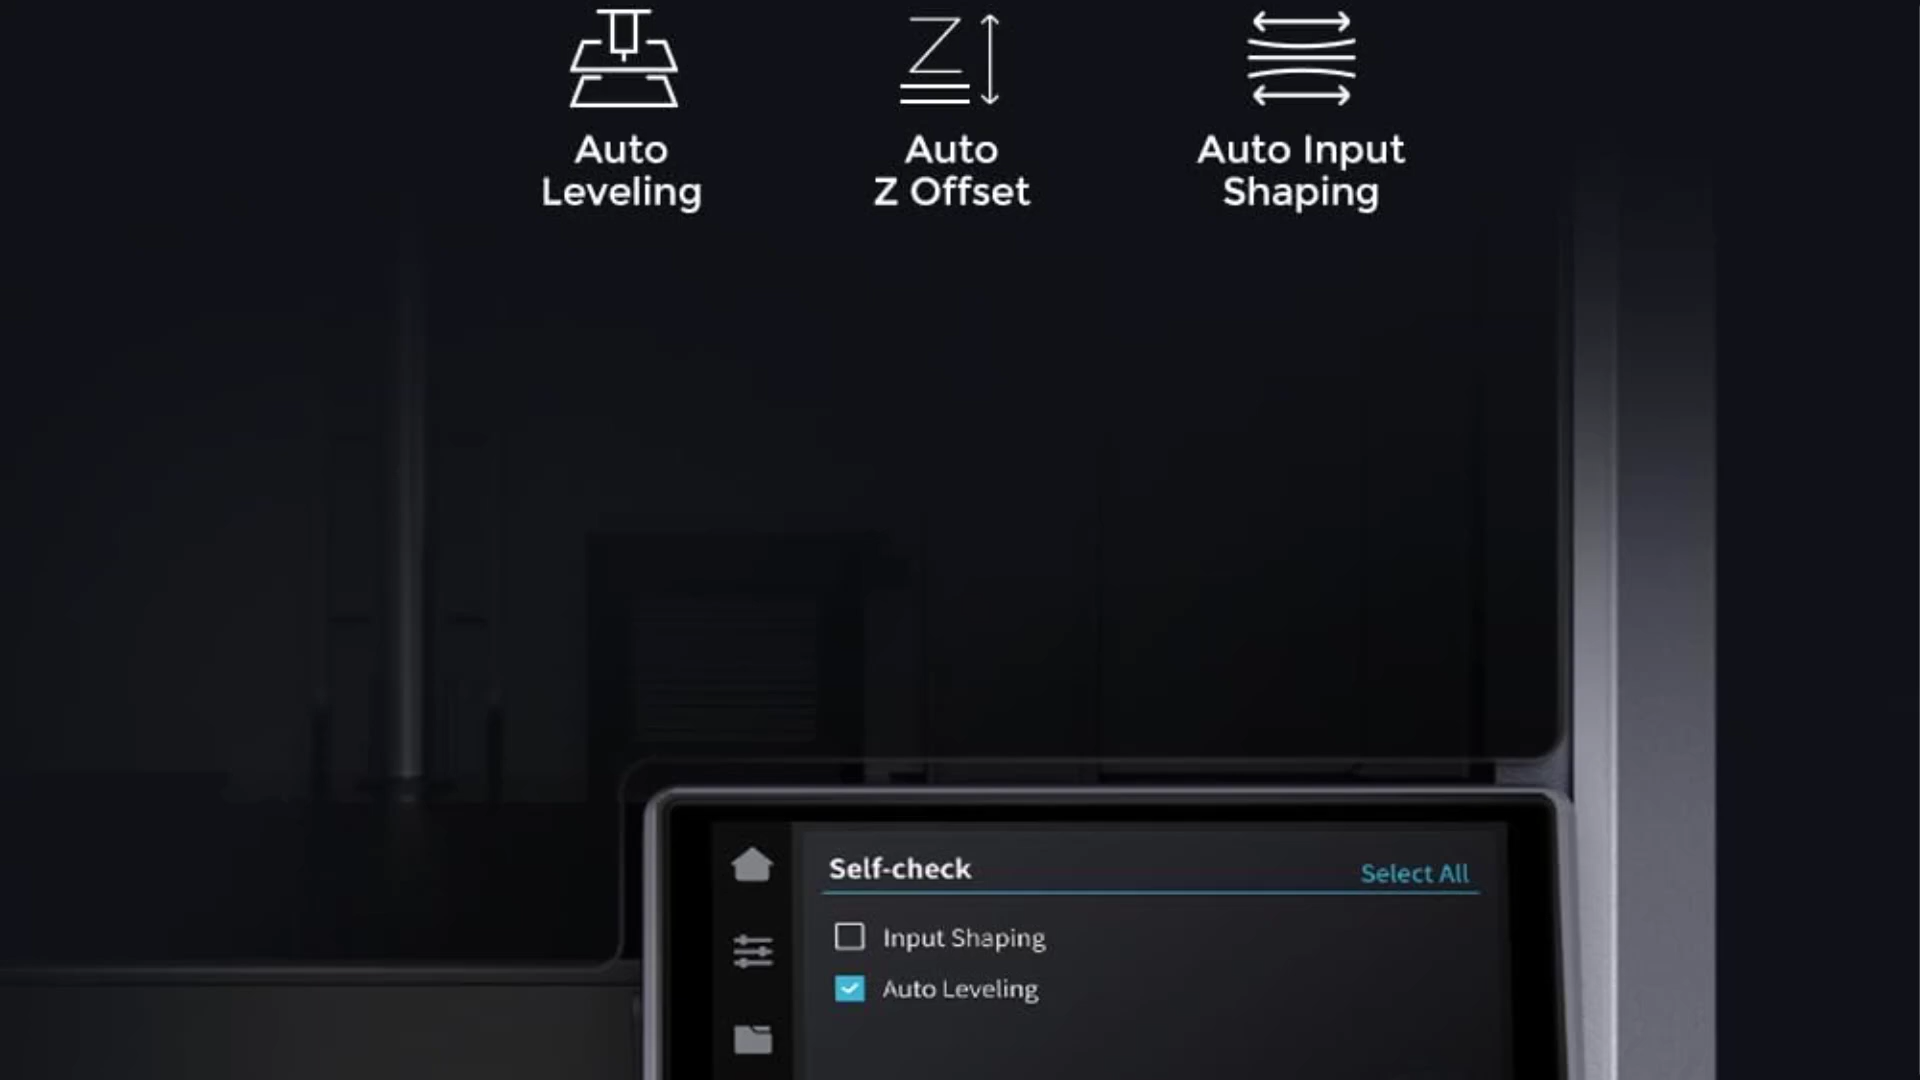 Auto
Leveling
Auto
Z Offset
Auto Input
Shaping
Self-check
Select All
Input Shaping
Auto Leveling